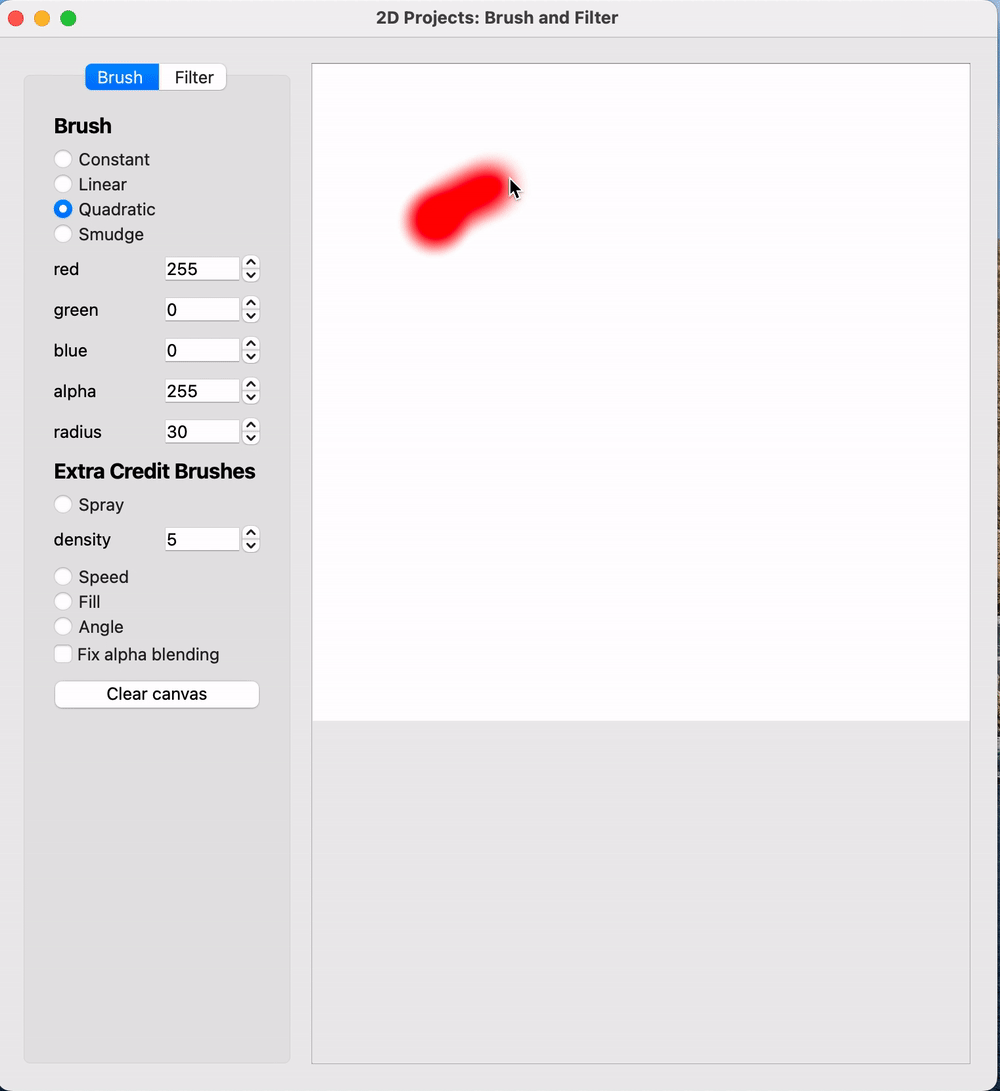 2D Projects: Brush and Filter
Brush Filter
Brush
Constant
Linear
Quadratic
Smudge
red 255
green 0
blue 0
alpha 255
radius 30
Extra Credit Brushes
Spray
density 5
Speed
Fill
Angle
Fix alpha blending
Clear canvas